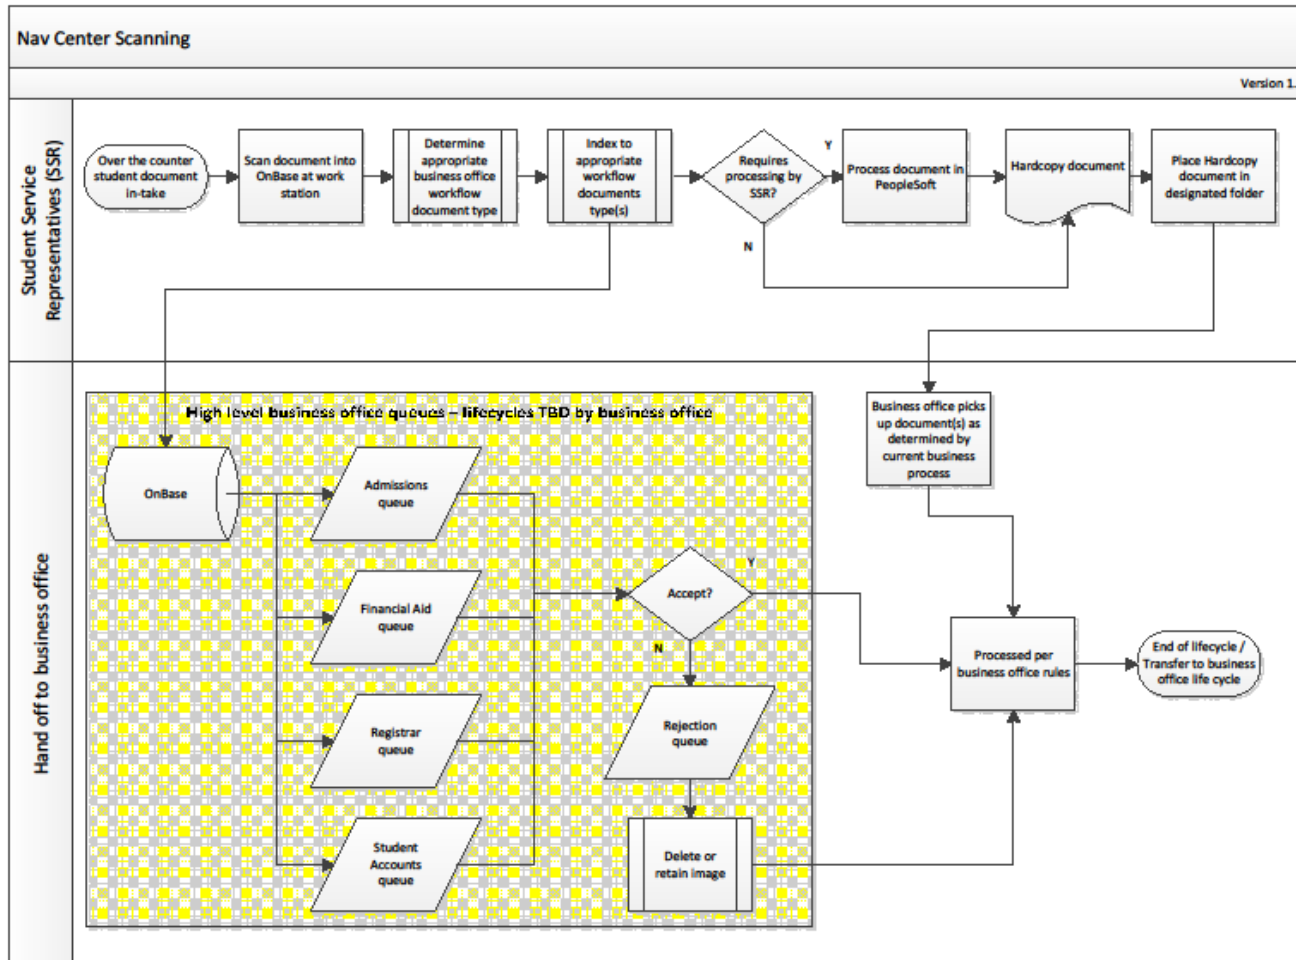 Nav Center Scanning
Version 1.
Student Service
Representatives (SSR)
Over the counter
student document
in-take
Scan document into
OnBase at work
station
Determine
appropriate
business office
workflow
document type
Index to
appropriate
workflow
documents
type(s)
Requires
processing by
SSR?
Y
N
Process document in
PeopleSoft
Hardcopy document
Place Hardcopy
document in
designated folder
Hand off to business office
High level business office queues – lifecycles TBD by business office
OnBase
Admissions
queue
Financial Aid
queue
Registrar
queue
Student
Accounts
queue
Accept?
Y
N
Rejection
queue
Delete or
retain image
Business office picks
up document(s) as
determined by
current business
process
Processed per
business office rules
End of lifecycle /
Transfer to business
office life cycle